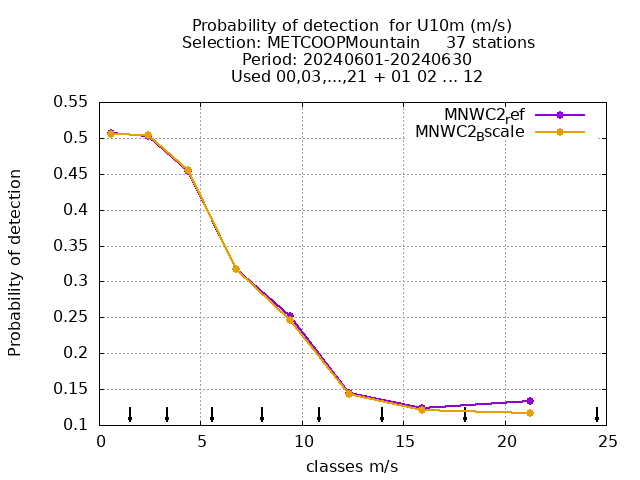 Probability of detection  for U10m (m/s)
Selection: METCOOPMountain     37 stations
Period: 20240601-20240630
Used 00,03,...,21 + 01 02 ... 12
MNWC2ref
MNWC2Bscale
0.55
0.5
0.45
0.4
0.35
0.3
0.25
0.2
0.15
0.1
Probability of detection
0 5 10 15 20 25
classes m/s